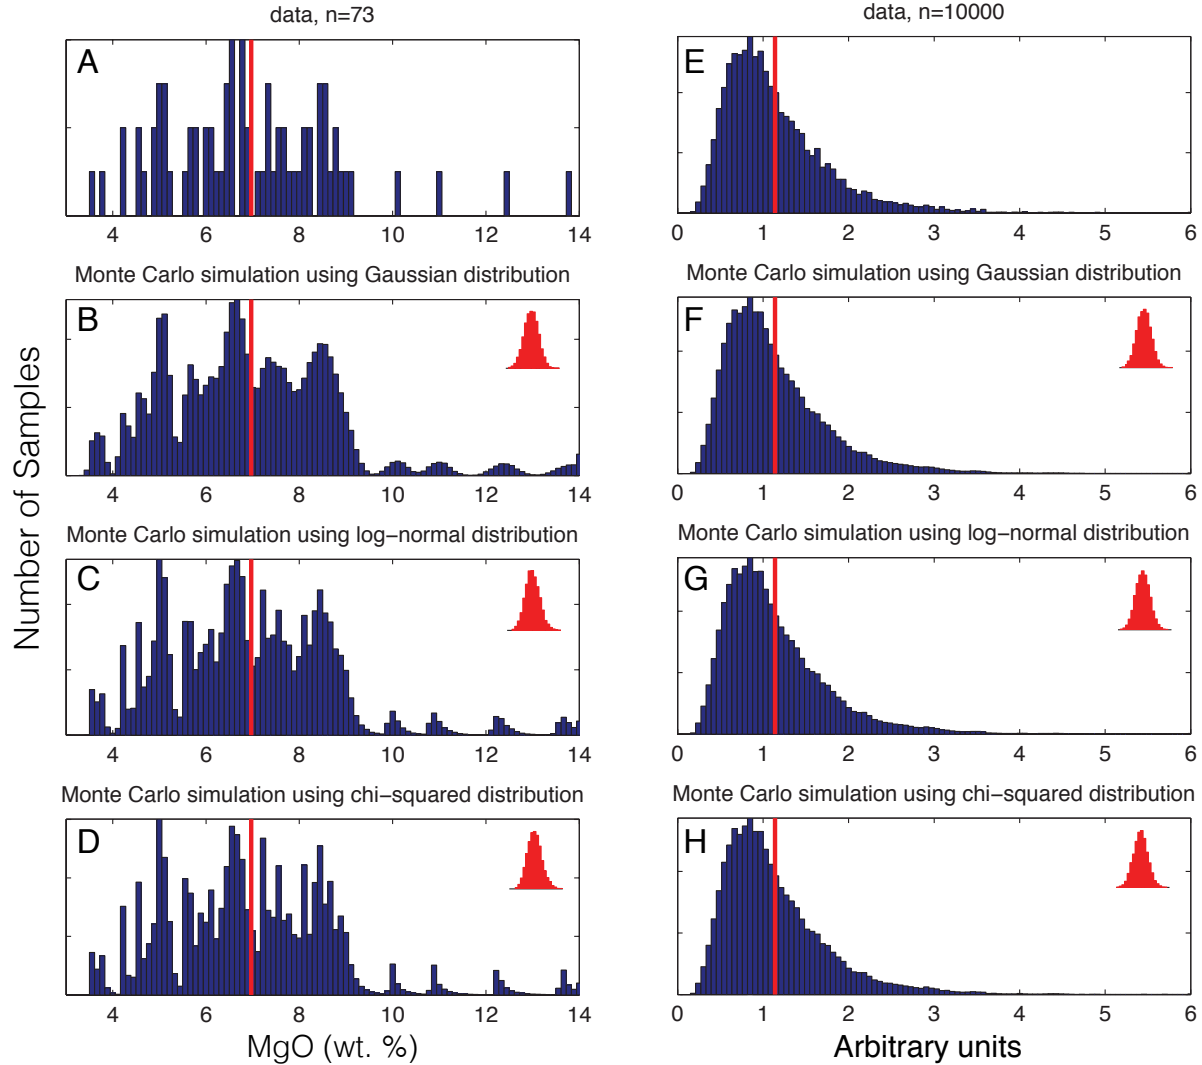 data, n=73
A
4 6 8 10 12 14
Monte Carlo simulation using Gaussian distribution
B
4 6 8 10 12 14
Monte Carlo simulation using log−normal distribution
C
4 6 8 10 12 14
Monte Carlo simulation using chi−squared distribution
D
4 6 8 10 12 14
MgO (wt. %)
Number of Samples
data, n=10000
E
0 1 2 3 4 5 6
Monte Carlo simulation using Gaussian distribution
F
0 1 2 3 4 5 6
Monte Carlo simulation using log−normal distribution
G
0 1 2 3 4 5 6
Monte Carlo simulation using chi−squared distribution
H
0 1 2 3 4 5 6
Arbitrary units